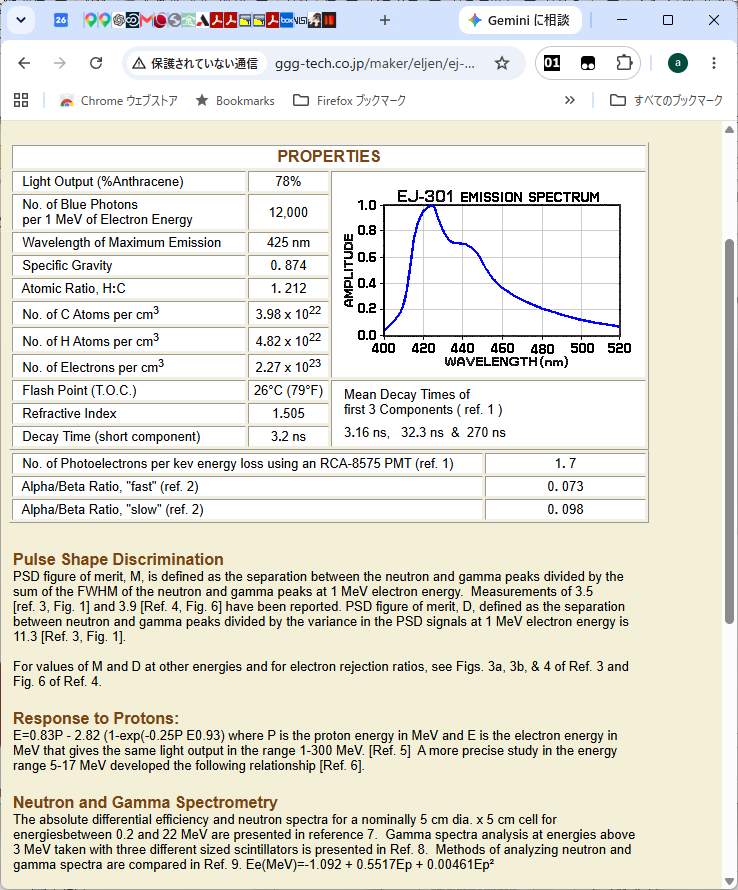 26
Gemini に相談
保護されていない通信
ggg-tech.co.jp/maker/eljen/ej-...
01
a
Chrome ウェブストア
Bookmarks
Firefox ブックマーク
»
すべてのブックマーク
PROPERTIES
Light Output (%Anthracene) 78%
No. of Blue Photons
per 1 MeV of Electron Energy 12,000
Wavelength of Maximum Emission 425 nm
Specific Gravity 0.874
Atomic Ratio, H:C 1.212
No. of C Atoms per cm³ 3.98 x 10²²
No. of H Atoms per cm³ 4.82 x 10²²
No. of Electrons per cm³ 2.27 x 10²³
Flash Point (T.O.C.) 26°C (79°F)
Refractive Index 1.505
Decay Time (short component) 3.2 ns
EJ-301 EMISSION SPECTRUM
AMPLITUDE
1.0
0.8
0.6
0.4
0.2
0.0
400 420 440 460 480 500 520
WAVELENGTH (nm)
Mean Decay Times of
first 3 Components ( ref. 1 )
3.16 ns, 32.3 ns & 270 ns
No. of Photoelectrons per kev energy loss using an RCA-8575 PMT (ref. 1) 1.7
Alpha/Beta Ratio, "fast" (ref. 2) 0.073
Alpha/Beta Ratio, "slow" (ref. 2) 0.098
Pulse Shape Discrimination
PSD figure of merit, M, is defined as the separation between the neutron and gamma peaks divided by the
sum of the FWHM of the neutron and gamma peaks at 1 MeV electron energy. Measurements of 3.5
[ref. 3, Fig. 1] and 3.9 [Ref. 4, Fig. 6] have been reported. PSD figure of merit, D, defined as the separation
between neutron and gamma peaks divided by the variance in the PSD signals at 1 MeV electron energy is
11.3 [Ref. 3, Fig. 1].
For values of M and D at other energies and for electron rejection ratios, see Figs. 3a, 3b, & 4 of Ref. 3 and
Fig. 6 of Ref. 4.
Response to Protons:
E=0.83P - 2.82 (1-exp(-0.25P E0.93) where P is the proton energy in MeV and E is the electron energy in
MeV that gives the same light output in the range 1-300 MeV. [Ref. 5] A more precise study in the energy
range 5-17 MeV developed the following relationship [Ref. 6].
Neutron and Gamma Spectrometry
The absolute differential efficiency and neutron spectra for a nominally 5 cm dia. x 5 cm cell for
energiesbetween 0.2 and 22 MeV are presented in reference 7. Gamma spectra analysis at energies above
3 MeV taken with three different sized scintillators is presented in Ref. 8. Methods of analyzing neutron and
gamma spectra are compared in Ref. 9. Ee(MeV)=-1.092 + 0.5517Ep + 0.00461Ep²